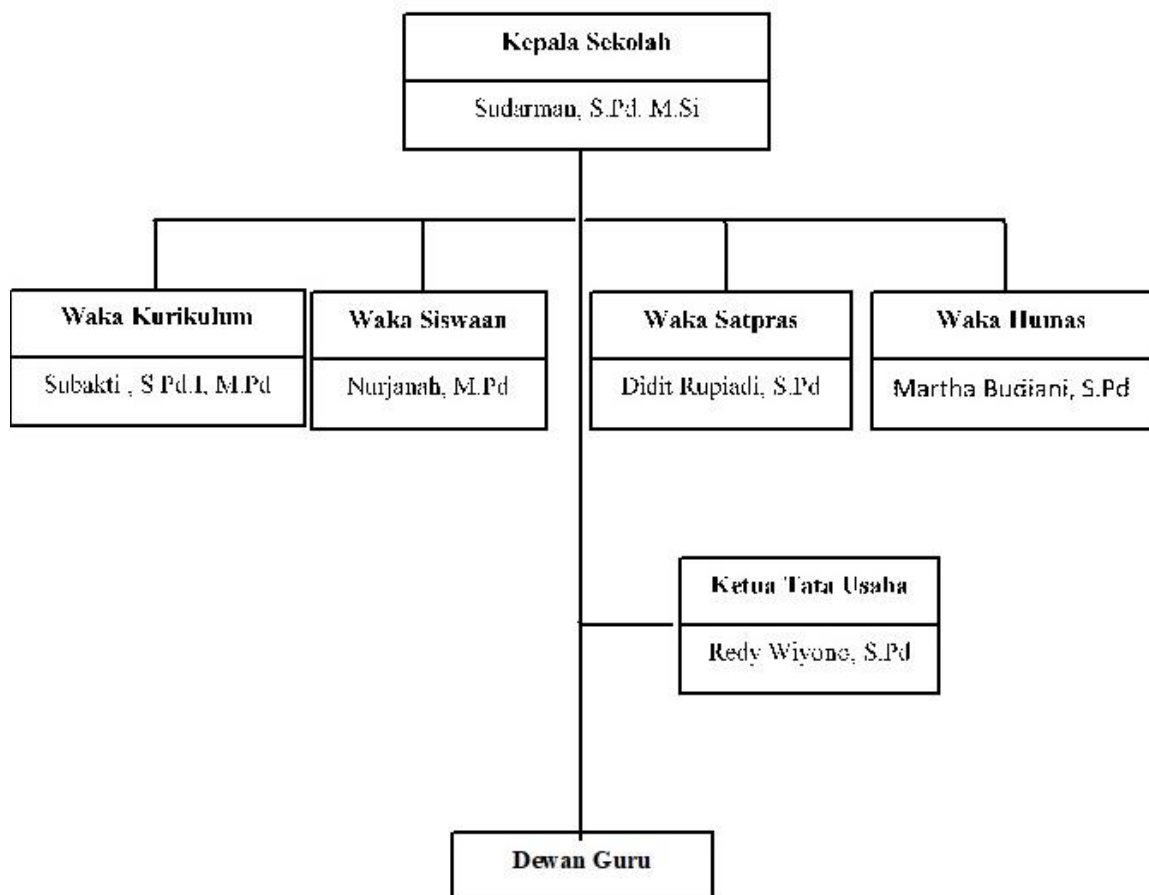 Kepala Sekolah
Sudarman, S.Pd. M.Si
Waka Kurikulum
Subakti , S Pd.I, M.Pd
Waka Siswaan
Nurjanah, M.Pd
Waka Satpras
Didit Rupiadi, S.Pd
Waka Humas
Martha Budiani, S.Pd
Ketua Tata Usaha
Redy Wiyono, S.Pd
Dewan Guru